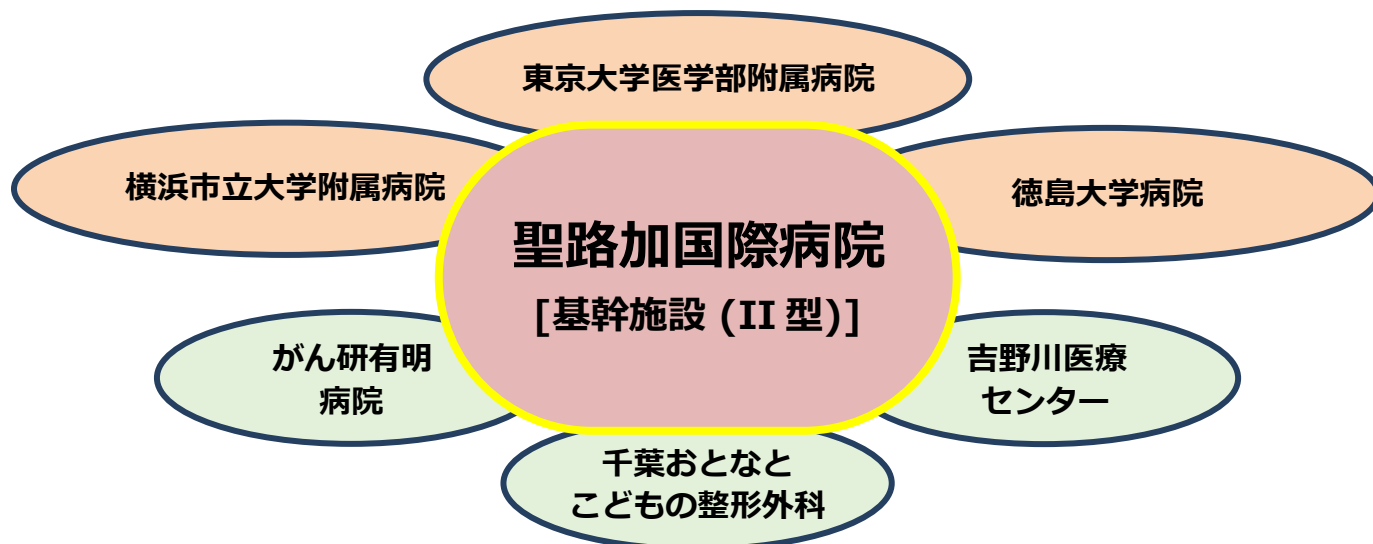 東京大学医学部附属病院
横浜市立大学附属病院
徳島大学病院
聖路加国際病院
[基幹施設 (II 型)]
がん研有明
病院
吉野川医療
センター
千葉おとなと
こどもの整形外科